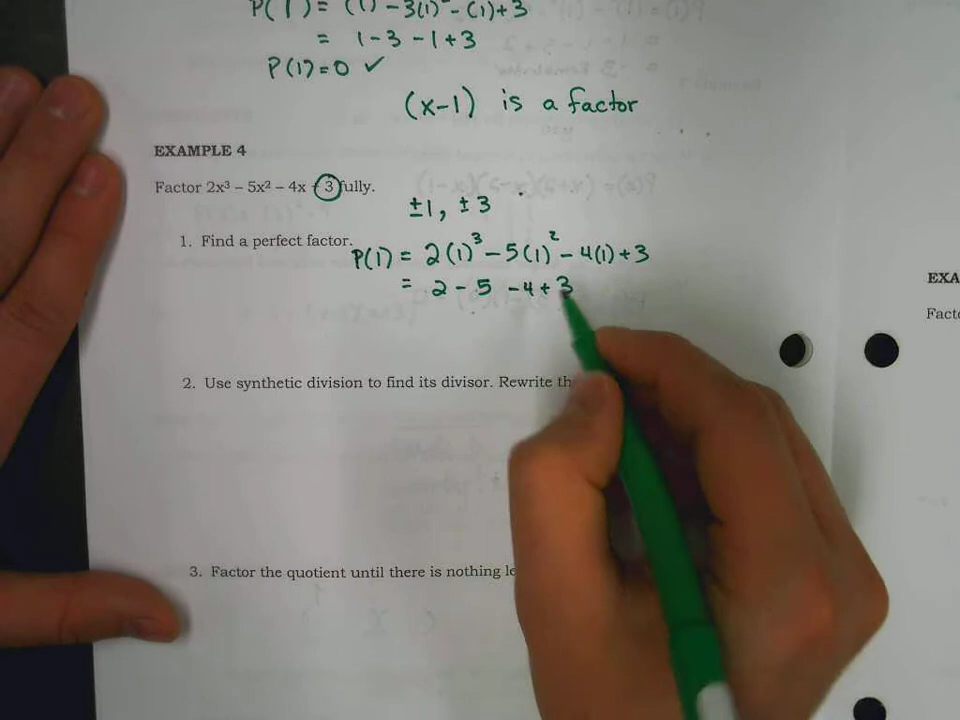 P(1) = (1) - 3(1) - (1) + 3
= 1 - 3 - 1 + 3
P(1) = 0 ✓
(x-1) is a factor
EXAMPLE 4
Factor 2x³ – 5x² – 4x + 3 fully.
±1, ±3
1. Find a perfect factor.
P(1) = 2(1)³ - 5(1)² - 4(1) + 3
= 2 - 5 - 4 + 3
2. Use synthetic division to find its divisor. Rewrite
3. Factor the quotient until there is nothing
EXA
Facto